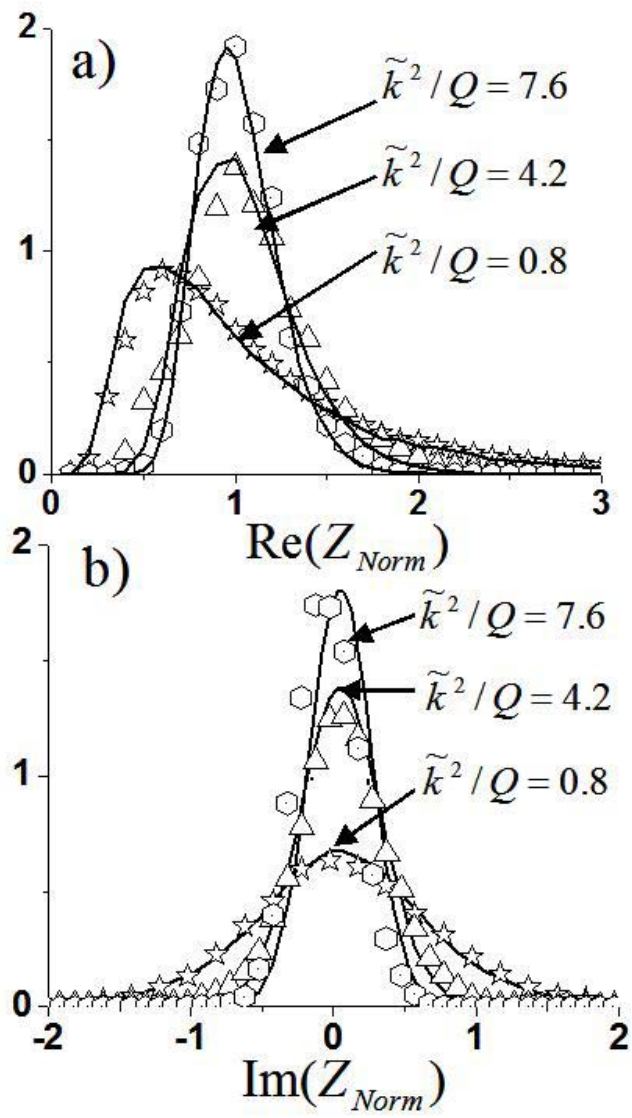 2
a)
k̃ ² / Q = 7.6
k̃ ² / Q = 4.2
1
k̃ ² / Q = 0.8
0
0 1 2 3
Re(Z_Norm)
2
b)
k̃ ² / Q = 7.6
k̃ ² / Q = 4.2
1
k̃ ² / Q = 0.8
0
-2 -1 0 1 2
Im(Z_Norm)